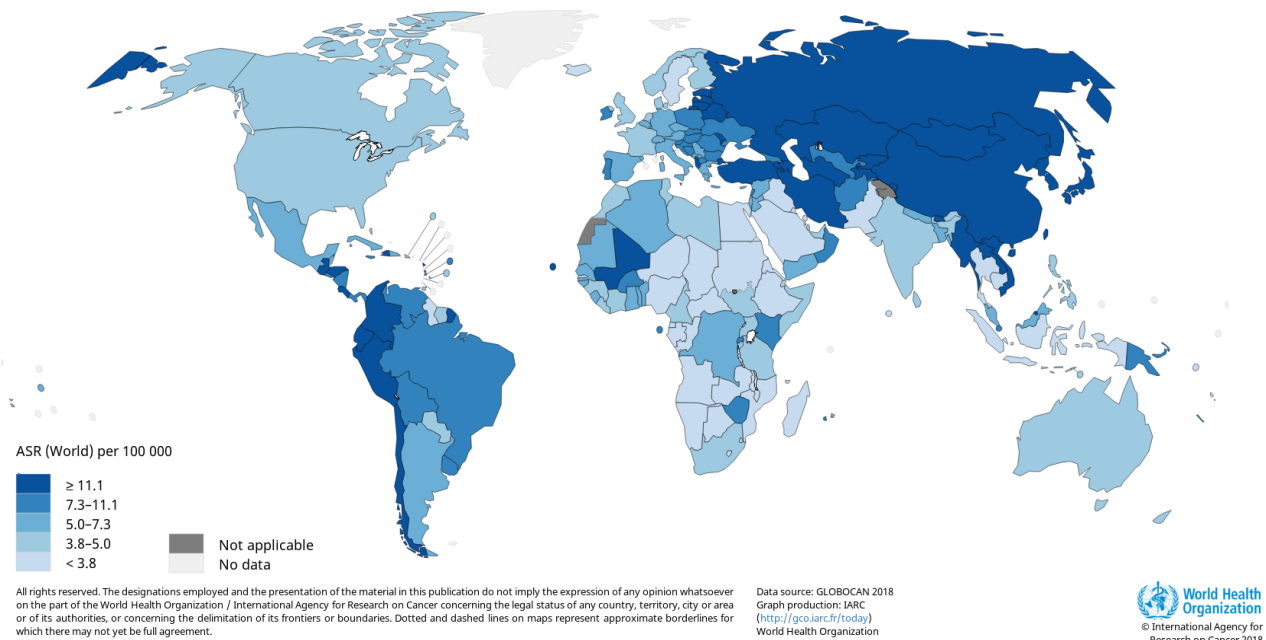 ASR (World) per 100 000
≥ 11.1
7.3–11.1
5.0–7.3
3.8–5.0
< 3.8
Not applicable
No data
All rights reserved. The designations employed and the presentation of the material in this publication do not imply the expression of any opinion whatsoever
on the part of the World Health Organization / International Agency for Research on Cancer concerning the legal status of any country, territory, city or area
or of its authorities, or concerning the delimitation of its frontiers or boundaries. Dotted and dashed lines on maps represent approximate borderlines for
which there may not yet be full agreement.
Data source: GLOBOCAN 2018
Graph production: IARC
(http://gco.iarc.fr/today)
World Health Organization
World Health
Organization
© International Agency for
Research on Cancer 2018